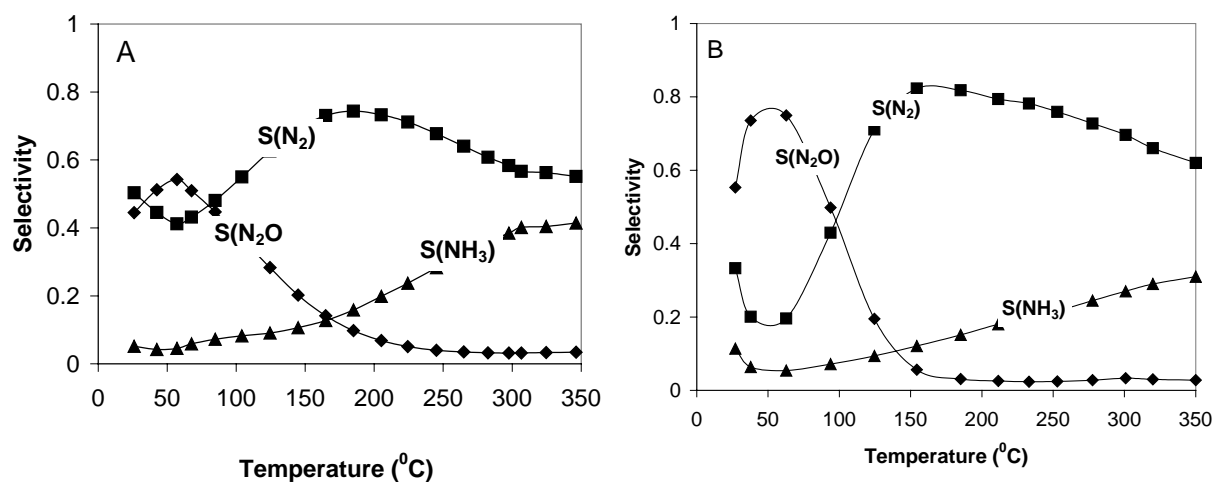 A
1
0.8
0.6
0.4
0.2
0
Selectivity
S(N₂)
S(N₂O
S(NH₃)
0 50 100 150 200 250 300 350
Temperature (⁰C)
B
1
0.8
0.6
0.4
0.2
0
Selectivity
S(N₂O)
S(N₂)
S(NH₃)
0 50 100 150 200 250 300 350
Temperature (⁰C)